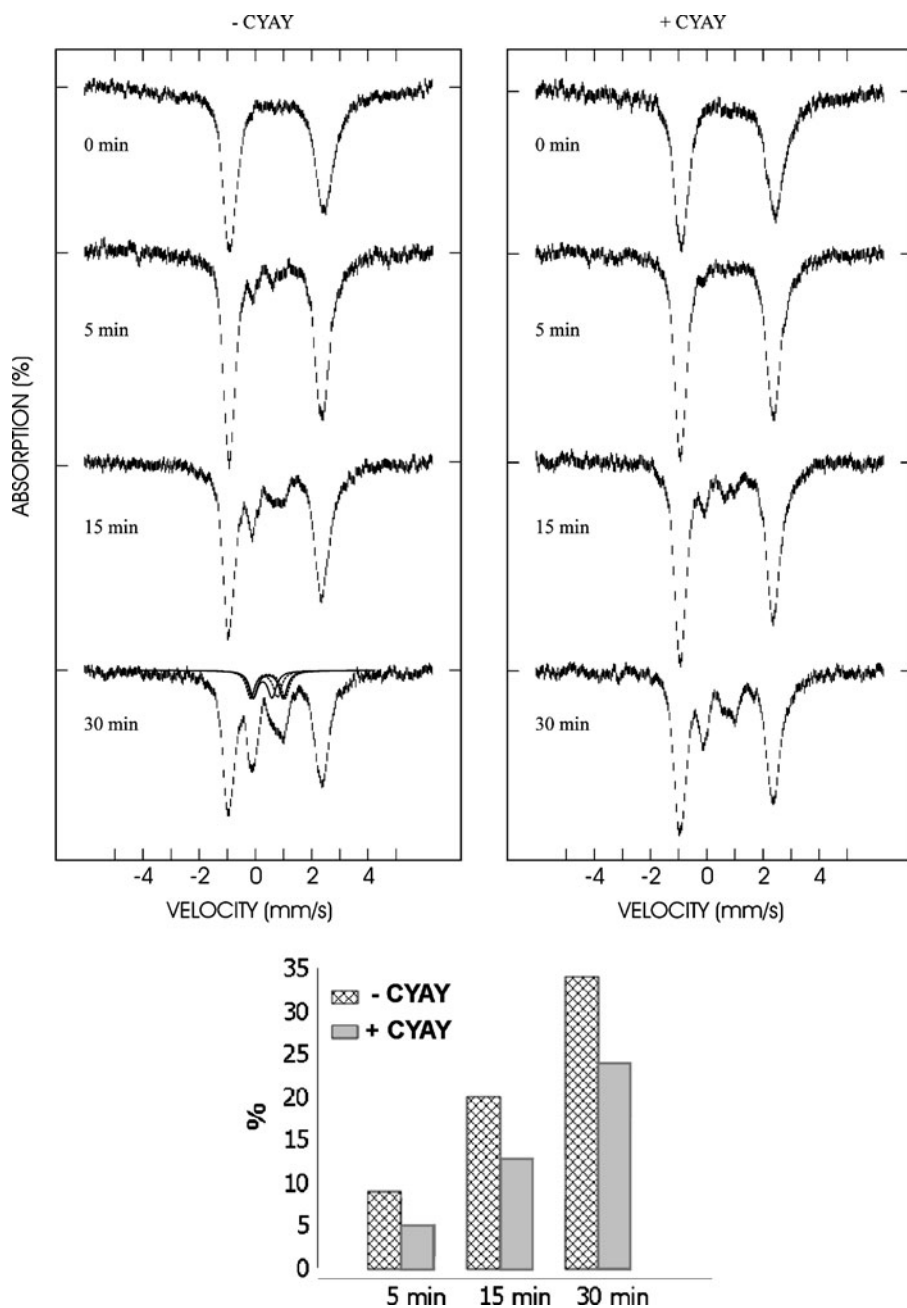 - CYAY
+ CYAY
ABSORPTION (%)
0 min
5 min
15 min
30 min
-4 -2 0 2 4
VELOCITY (mm/s)
0 min
5 min
15 min
30 min
-4 -2 0 2 4
VELOCITY (mm/s)
%
35
30
25
20
15
10
5
0
- CYAY
+ CYAY
5 min 15 min 30 min